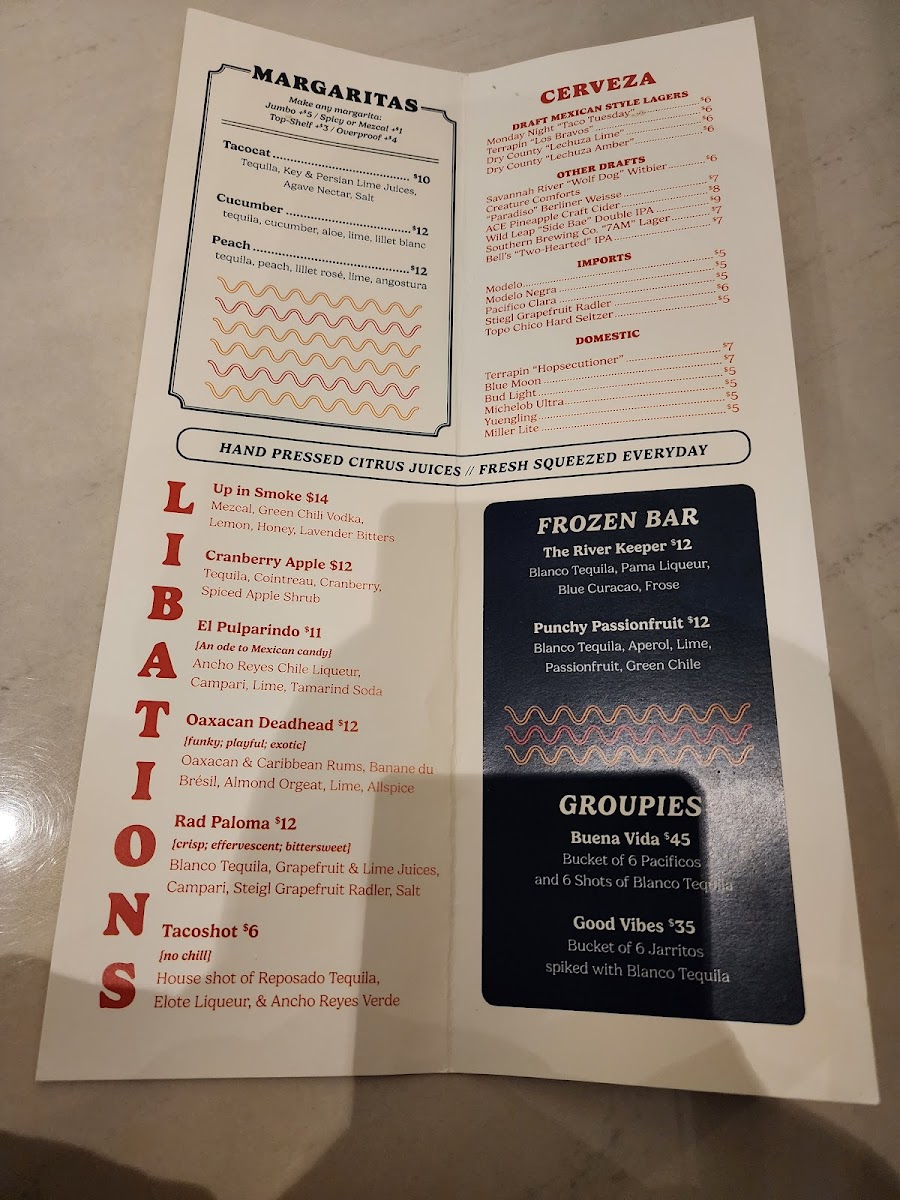 MARGARITAS
Make any margarita:
Jumbo +$5 / Spicy or Mezcal +$1
Top-Shelf +$3 / Overproof +$4
Tacocat $10
Tequila, Key & Persian Lime Juices,
Agave Nectar, Salt
Cucumber $12
tequila, cucumber, aloe, lime, lillet blanc
Peach $12
tequila, peach, lillet rosé, lime, angostura
CERVEZA
DRAFT MEXICAN STYLE LAGERS
Monday Night "Taco Tuesday" $6
Terrapin "Los Bravos" $6
Dry County "Lechuza Lime" $6
Dry County "Lechuza Amber" $6
OTHER DRAFTS
Savannah River "Wolf Dog" Witbier $6
Creature Comforts
"Paradiso" Berliner Weisse $7
ACE Pineapple Craft Cider $8
Wild Leap "Side Bae" Double IPA $9
Southern Brewing Co. "7AM" Lager $7
Bell's "Two-Hearted" IPA $7
IMPORTS
Modelo $5
Modelo Negra $5
Pacifico Clara $5
Stiegl Grapefruit Radler $6
Topo Chico Hard Seltzer $5
DOMESTIC
Terrapin "Hopsecutioner" $7
Blue Moon $7
Bud Light $5
Michelob Ultra $5
Yuengling $5
Miller Lite $5
HAND PRESSED CITRUS JUICES // FRESH SQUEEZED EVERYDAY
LIBATIONS
Up in Smoke $14
Mezcal, Green Chili Vodka,
Lemon, Honey, Lavender Bitters
Cranberry Apple $12
Tequila, Cointreau, Cranberry,
Spiced Apple Shrub
El Pulparindo $11
[An ode to Mexican candy]
Ancho Reyes Chile Liqueur,
Campari, Lime, Tamarind Soda
Oaxacan Deadhead $12
[funky; playful; exotic]
Oaxacan & Caribbean Rums, Banane du
Brésil, Almond Orgeat, Lime, Allspice
Rad Paloma $12
[crisp; effervescent; bittersweet]
Blanco Tequila, Grapefruit & Lime Juices,
Campari, Steigl Grapefruit Radler, Salt
Tacoshot $6
[no chill]
House shot of Reposado Tequila,
Elote Liqueur, & Ancho Reyes Verde
FROZEN BAR
The River Keeper $12
Blanco Tequila, Pama Liqueur,
Blue Curacao, Frose
Punchy Passionfruit $12
Blanco Tequila, Aperol, Lime,
Passionfruit, Green Chile
GROUPIES
Buena Vida $45
Bucket of 6 Pacificos
and 6 Shots of Blanco Tequila
Good Vibes $35
Bucket of 6 Jarritos
spiked with Blanco Tequila